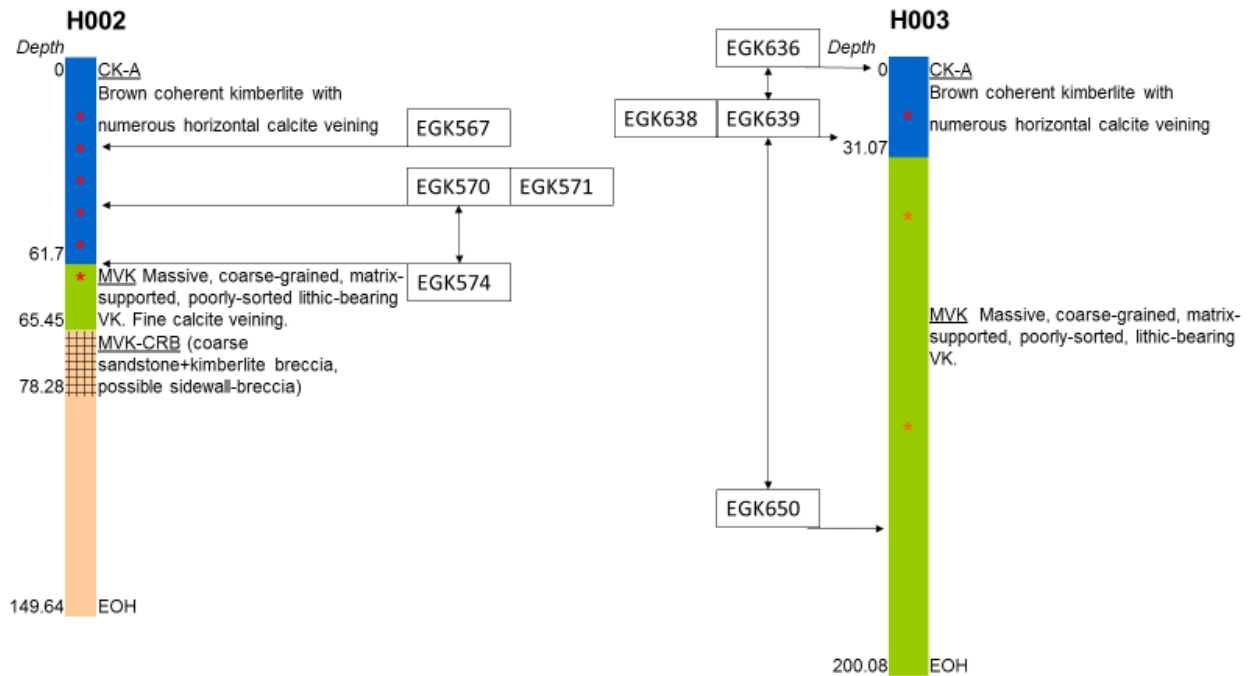 H002
Depth
0
CK-A
Brown coherent kimberlite with
numerous horizontal calcite veining
EGK567
EGK570
EGK571
61.7
EGK574
MVK Massive, coarse-grained, matrix-
supported, poorly-sorted lithic-bearing
VK. Fine calcite veining.
65.45
MVK-CRB (coarse
sandstone+kimberlite breccia,
possible sidewall-breccia)
78.28
149.64
EOH
H003
EGK636
Depth
0
CK-A
Brown coherent kimberlite with
numerous horizontal calcite veining
EGK638
EGK639
31.07
MVK Massive, coarse-grained, matrix-
supported, poorly-sorted, lithic-bearing
VK.
EGK650
200.08
EOH